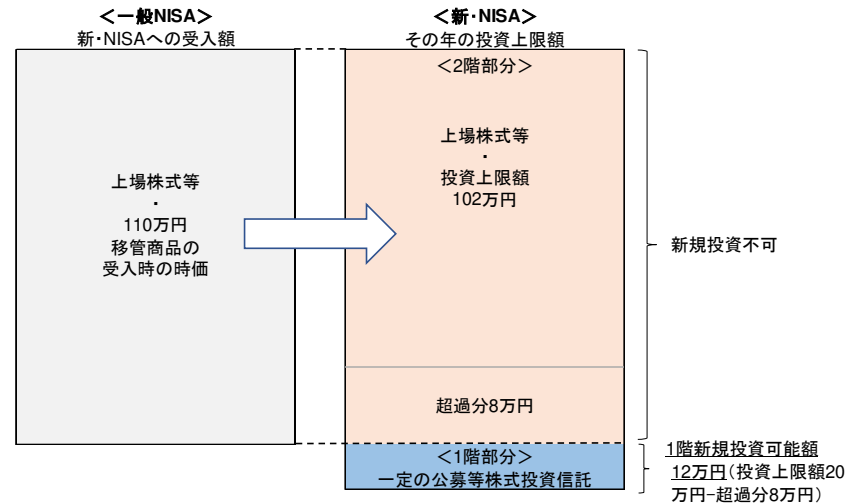 ＜一般NISA＞
新・NISAへの受入額
上場株式等
・
110万円
移管商品の
受入時の時価
＜新・NISA＞
その年の投資上限額
＜2階部分＞
上場株式等
・
投資上限額
102万円
超過分8万円
＜1階部分＞
一定の公募等株式投資信託
新規投資不可
1階新規投資可能額
12万円（投資上限額20
万円-超過分8万円）